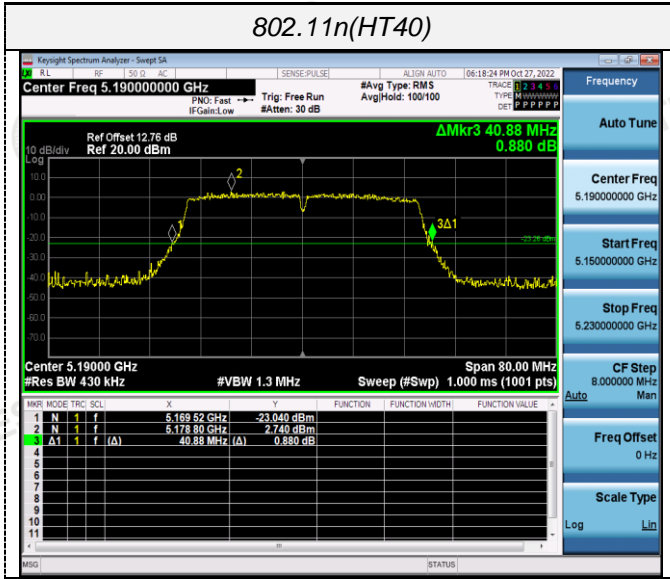 802.11n(HT40)
Keysight Spectrum Analyzer - Swept SA
RL RF 50 Ω AC SENSE:PULSE ALIGN AUTO 06:18:24 PM Oct 27, 2022
Center Freq 5.190000000 GHz
PNO: Fast
IFGain:Low
Trig: Free Run
#Atten: 30 dB
#Avg Type: RMS
Avg|Hold: 100/100
TRACE 1 2 3 4 5 6
TYPE M W W W W W
DET P P P P P P
Frequency
Auto Tune
Center Freq
5.190000000 GHz
Start Freq
5.150000000 GHz
Stop Freq
5.230000000 GHz
CF Step
8.000000 MHz
Auto Man
Freq Offset
0 Hz
Scale Type
Log Lin
ΔMkr3 40.88 MHz
0.880 dB
Ref Offset 12.76 dB
10 dB/div Ref 20.00 dBm
Log
10.0
0.00
-10.0
-20.0
-30.0
-40.0
-50.0
-60.0
-70.0
1
2
3Δ1
-23.26 dBm
Center 5.19000 GHz Span 80.00 MHz
#Res BW 430 kHz #VBW 1.3 MHz Sweep (#Swp) 1.000 ms (1001 pts)
MKR MODE TRC SCL X Y FUNCTION FUNCTION WIDTH FUNCTION VALUE
1 N 1 f 5.169 52 GHz -23.040 dBm
2 N 1 f 5.178 80 GHz 2.740 dBm
3 Δ1 1 f (Δ) 40.88 MHz (Δ) 0.880 dB
4
5
6
7
8
9
10
11
MSG STATUS